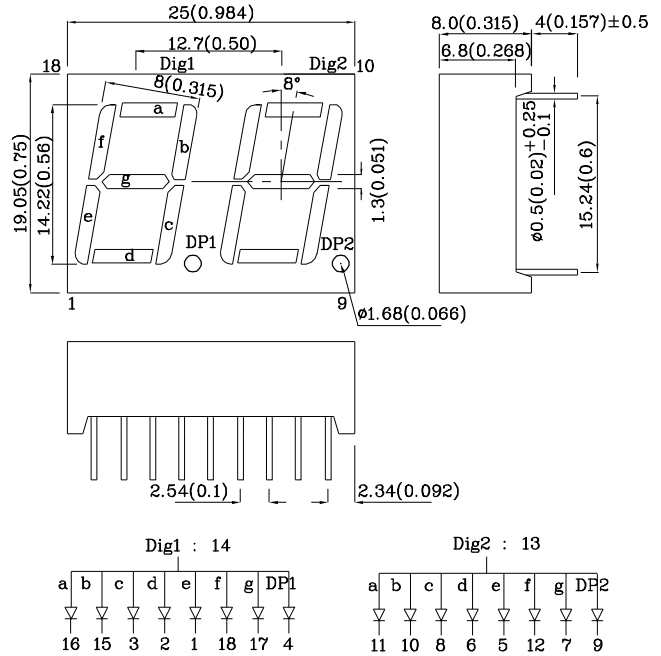 25(0.984)
12.7(0.50)
18 Dig1 Dig2 10
8(0.315)
8°
a
f
b
g
e
c
d
DP1
DP2
19.05(0.75)
14.22(0.56)
1.3(0.051)
1
9
ø1.68(0.066)
8.0(0.315)
4(0.157)±0.5
6.8(0.268)
ø0.5(0.02)+0.25 -0.1
15.24(0.6)
2.54(0.1)
2.34(0.092)
Dig1 : 14
a b c d e f g DP1
16 15 3 2 1 18 17 4
Dig2 : 13
a b c d e f g DP2
11 10 8 6 5 12 7 9